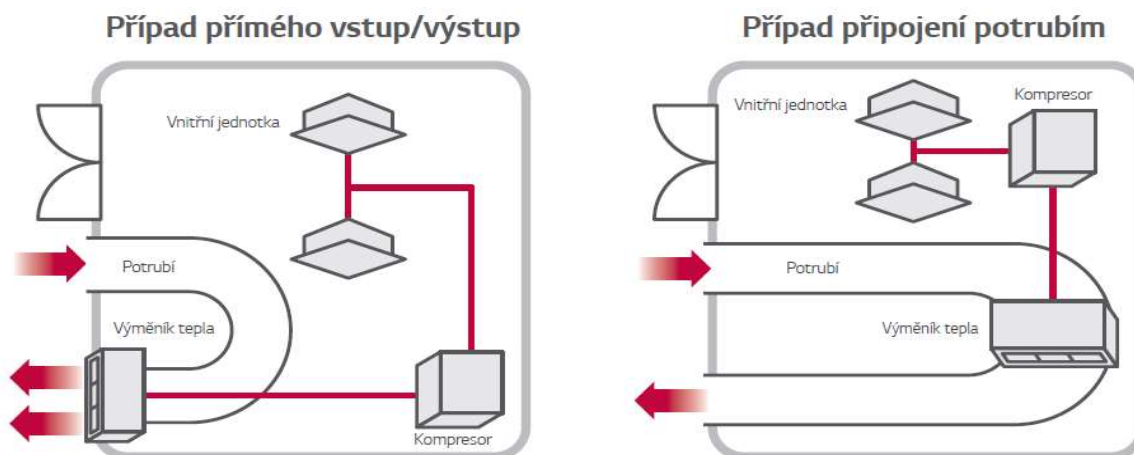 Případ přímého vstup/výstup
Vnitřní jednotka
Potrubí
Výměník tepla
Kompresor
Případ připojení potrubím
Kompresor
Vnitřní jednotka
Potrubí
Výměník tepla